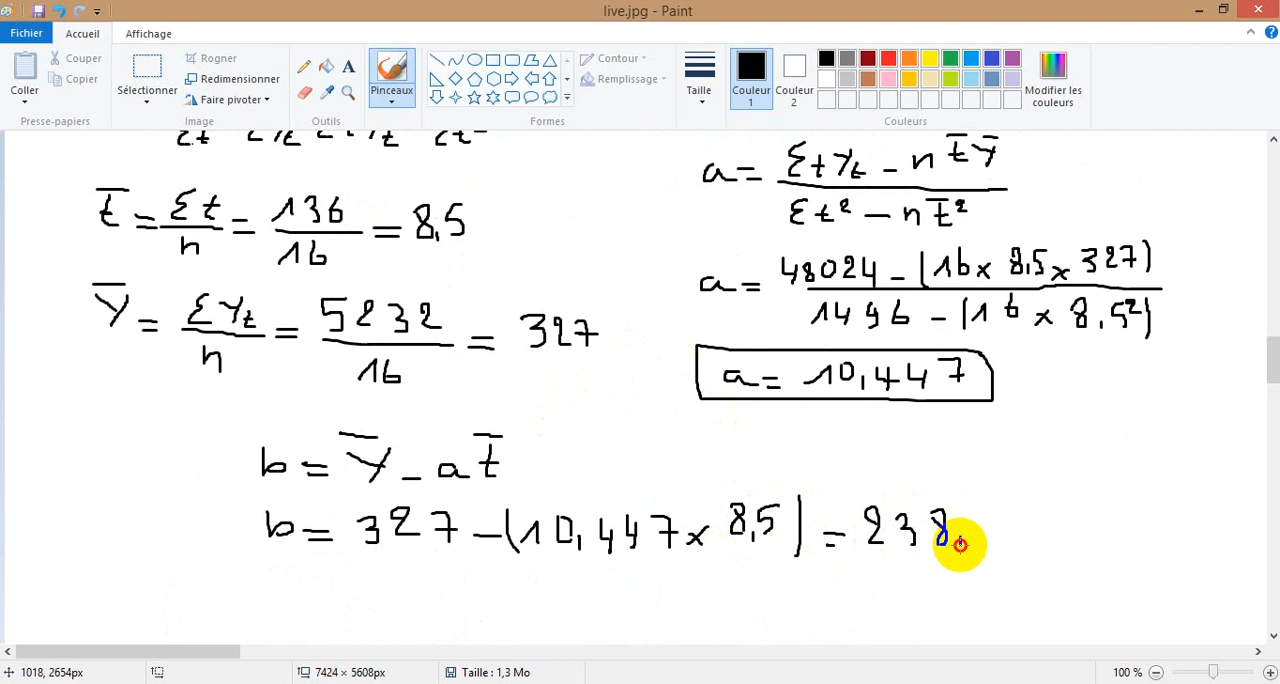 live.jpg - Paint
Fichier Accueil Affichage
Coller
Couper
Copier
Presse-papiers
Sélectionner
Rogner
Redimensionner
Faire pivoter
Image
Outils
Pinceaux
Contour
Remplissage
Formes
Taille
Couleur 1
Couleur 2
Modifier les couleurs
Couleurs
t̅ = Σt/n = 136/16 = 8,5
Y̅ = ΣYt/n = 5232/16 = 327
a = (ΣtYt - n t̅ Y̅)/(Σt² - n t̅²)
a = (48024 - (16 x 8,5 x 327))/(1496 - (16 x 8,5²))
a = 10,447
b = Y̅ - a t̅
b = 327 - (10,447 x 8,5) = 238,
1018, 2654px
7424 × 5608px
Taille : 1,3 Mo
100 %